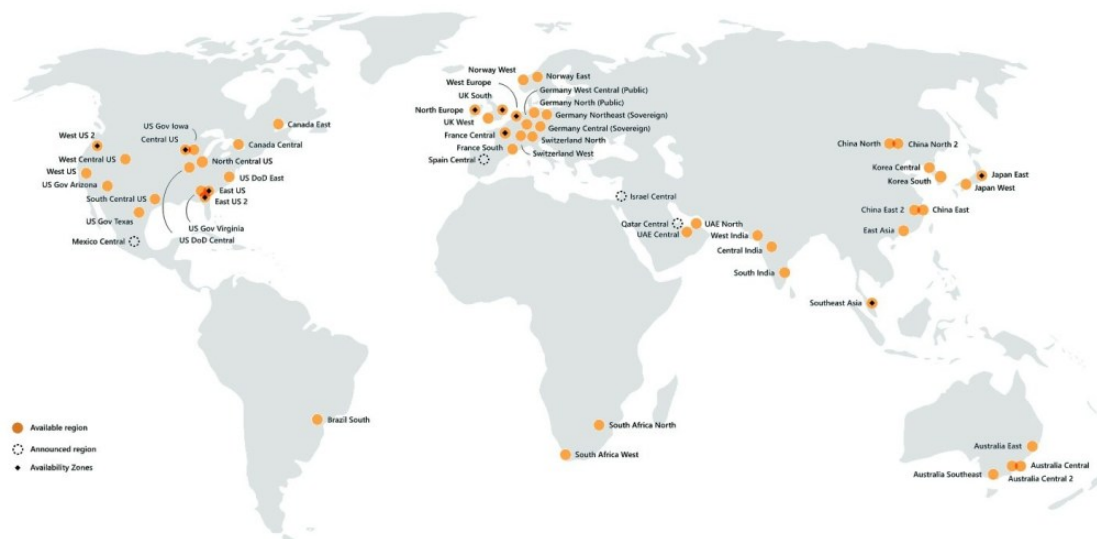 Norway West
Norway East
West Europe
Germany West Central (Public)
UK South
Germany North (Public)
North Europe
Germany Northeast (Sovereign)
UK West
Germany Central (Sovereign)
France Central
Switzerland North
France South
Switzerland West
Spain Central
Canada East
US Gov Iowa
West US 2
Central US
Canada Central
West Central US
North Central US
West US
US DoD East
US Gov Arizona
East US
South Central US
East US 2
US Gov Texas
US Gov Virginia
Mexico Central
US DoD Central
Israel Central
Qatar Central
UAE North
UAE Central
West India
Central India
South India
China North
China North 2
Korea Central
Japan East
Korea South
Japan West
China East 2
China East
East Asia
Southeast Asia
Brazil South
South Africa North
South Africa West
Australia East
Australia Central
Australia Southeast
Australia Central 2
Available region
Announced region
Availability Zones